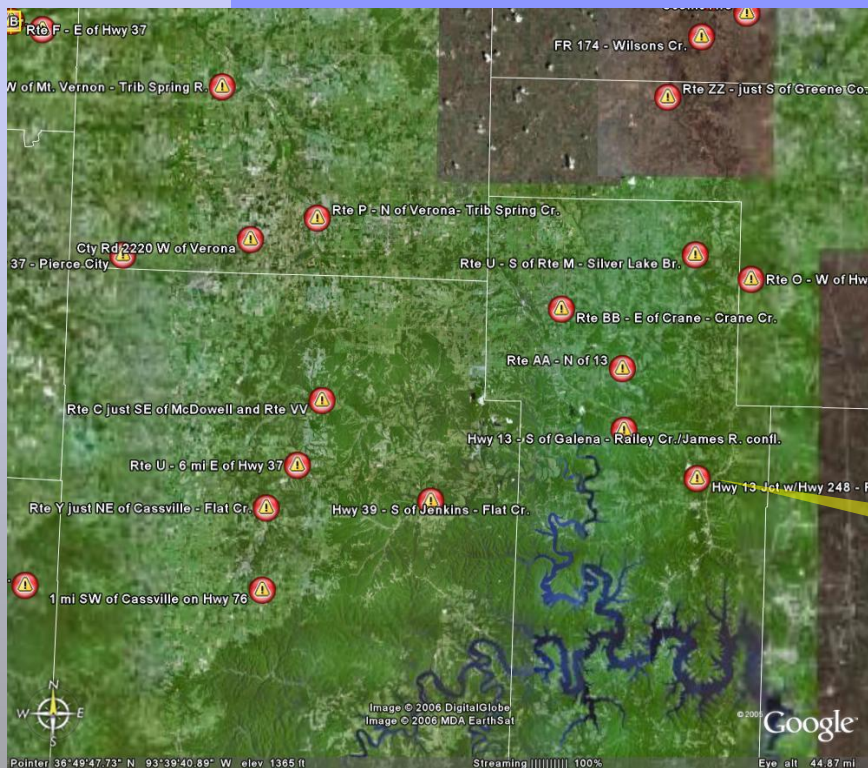 B
Rte F - E of Hwy 37
FR 174 - Wilsons Cr.
W of Mt. Vernon - Trib Spring R.
Rte ZZ - just S of Greene Co.
Rte P - N of Verona- Trib Spring Cr.
Cty Rd 2220 W of Verona
37 - Pierce City
Rte U - S of Rte M - Silver Lake Br.
Rte O - W of Hw
Rte BB - E of Crane - Crane Cr.
Rte AA - N of 13
Rte C just SE of McDowell and Rte VV
Hwy 13 - S of Galena - Railey Cr./James R. confl.
Rte U - 6 mi E of Hwy 37
Hwy 13 Jct w/Hwy 248 -
Rte Y just NE of Cassville - Flat Cr.
Hwy 39 - S of Jenkins - Flat Cr.
1 mi SW of Cassville on Hwy 76
N
W E
S
Image © 2006 DigitalGlobe
Image © 2006 MDA EarthSat
© 2005 Google™
Pointer 36°49'47.73" N 93°39'40.89" W elev 1365 ft Streaming |||||||||| 100% Eye alt 44.87 mi